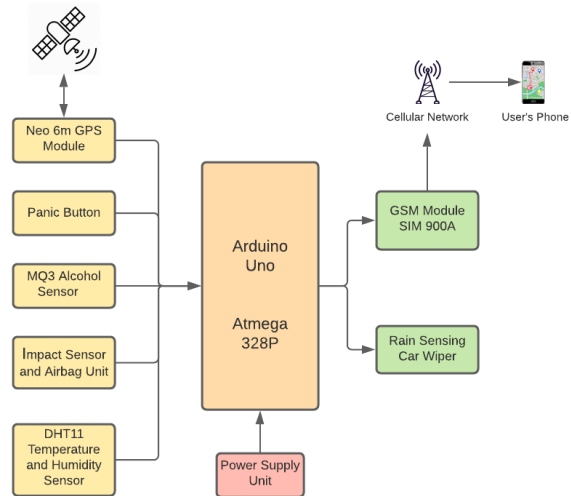 Neo 6m GPS
Module
Panic Button
MQ3 Alcohol
Sensor
Impact Sensor
and Airbag Unit
DHT11
Temperature
and Humidity
Sensor
Arduino
Uno
Atmega
328P
Power Supply
Unit
Cellular Network
User's Phone
GSM Module
SIM 900A
Rain Sensing
Car Wiper